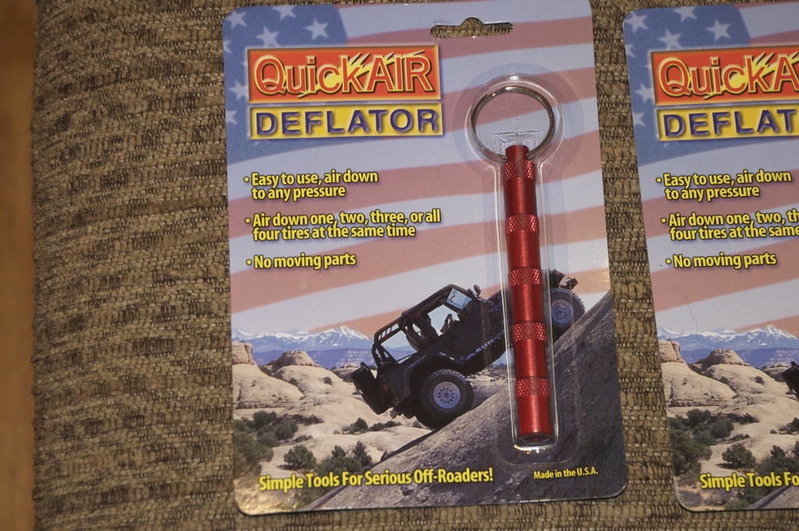 QuickAIR
DEFLATOR
• Easy to use, air down
to any pressure
• Air down one, two, three, or all
four tires at the same time
• No moving parts
Simple Tools For Serious Off-Roaders!
Made in the U.S.A.
QuickA
DEFLAT
• Easy to use, air down
to any pressure
• Air down one, two, th
four tires at the same
• No moving parts
Simple Tools Fo